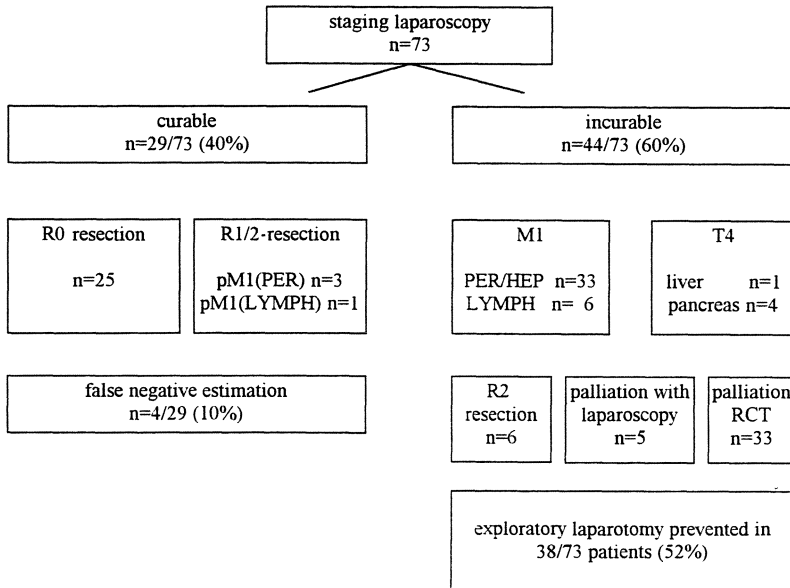 staging laparoscopy
n=73
curable
n=29/73 (40%)
incurable
n=44/73 (60%)
R0 resection
n=25
R1/2-resection
pM1(PER) n=3
pM1(LYMPH) n=1
M1
PER/HEP n=33
LYMPH n= 6
T4
liver n=1
pancreas n=4
false negative estimation
n=4/29 (10%)
R2
resection
n=6
palliation with
laparoscopy
n=5
palliation
RCT
n=33
exploratory laparotomy prevented in
38/73 patients (52%)